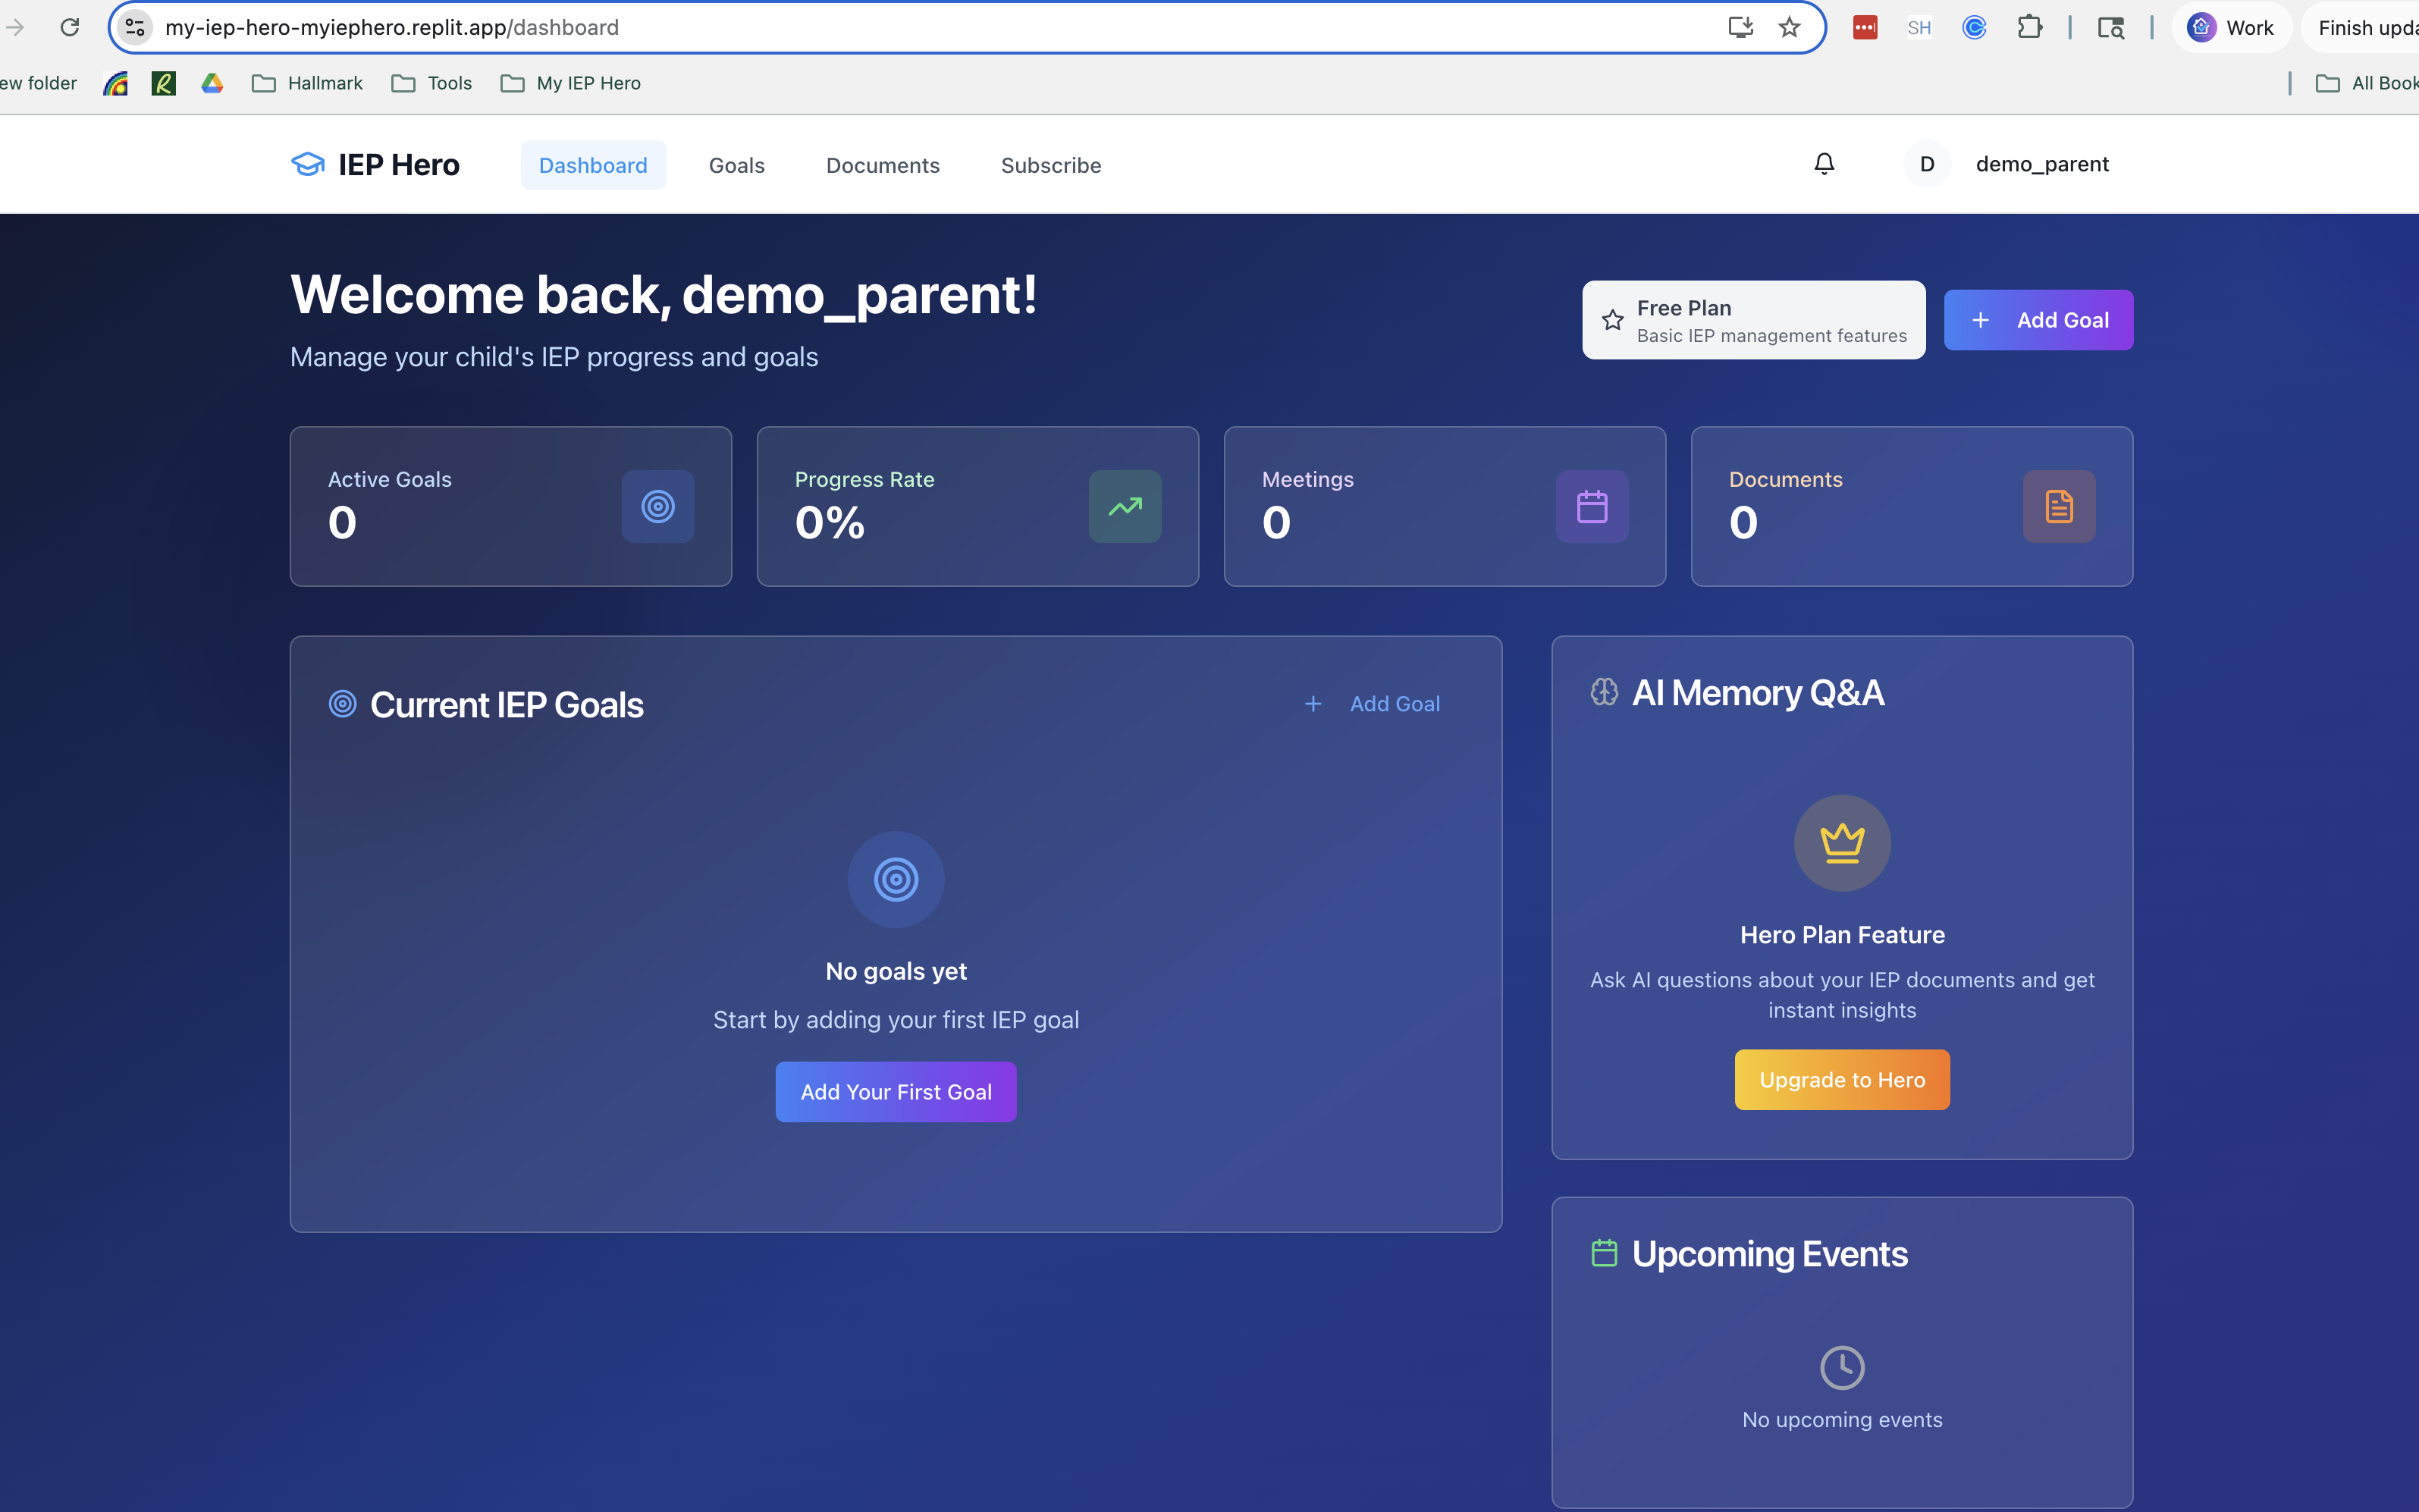 my-iep-hero-myiephero.replit.app/dashboard
SH
Work
Finish upda
ew folder
Hallmark
Tools
My IEP Hero
All Book
IEP Hero
Dashboard
Goals
Documents
Subscribe
D
demo_parent
Welcome back, demo_parent!
Manage your child's IEP progress and goals
Free Plan
Basic IEP management features
+ Add Goal
Active Goals
0
Progress Rate
0%
Meetings
0
Documents
0
Current IEP Goals
+ Add Goal
No goals yet
Start by adding your first IEP goal
Add Your First Goal
AI Memory Q&A
Hero Plan Feature
Ask AI questions about your IEP documents and get
instant insights
Upgrade to Hero
Upcoming Events
No upcoming events